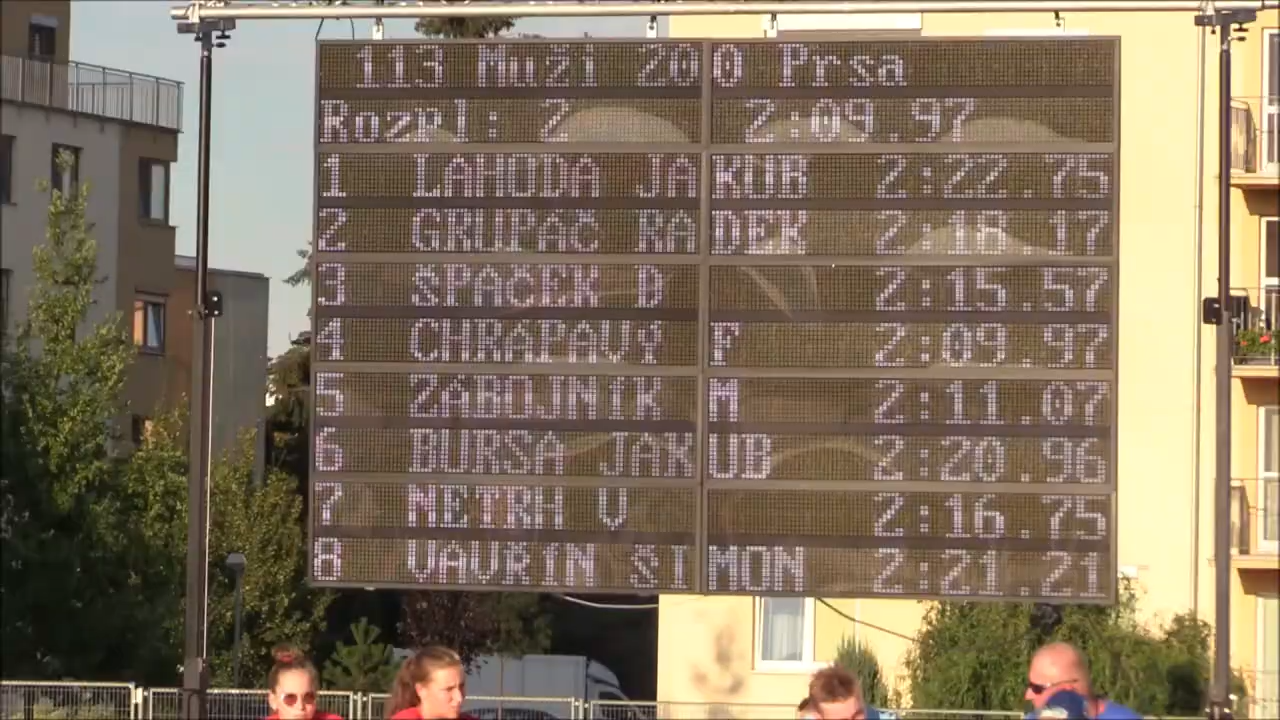 113 Muži 200 Prsa
Rozpl: 2 2:09.97
1 LAHODA JAKUB 2:22.75
2 GRUPAČ RADEK 2:18.17
3 ŠPAČEK D 2:15.57
4 CHRAPAVÝ F 2:09.97
5 ZÁBOJNÍK M 2:11.07
6 BURSA JAKUB 2:20.96
7 NETRH V 2:16.75
8 VAVŘÍN ŠIMON 2:21.21